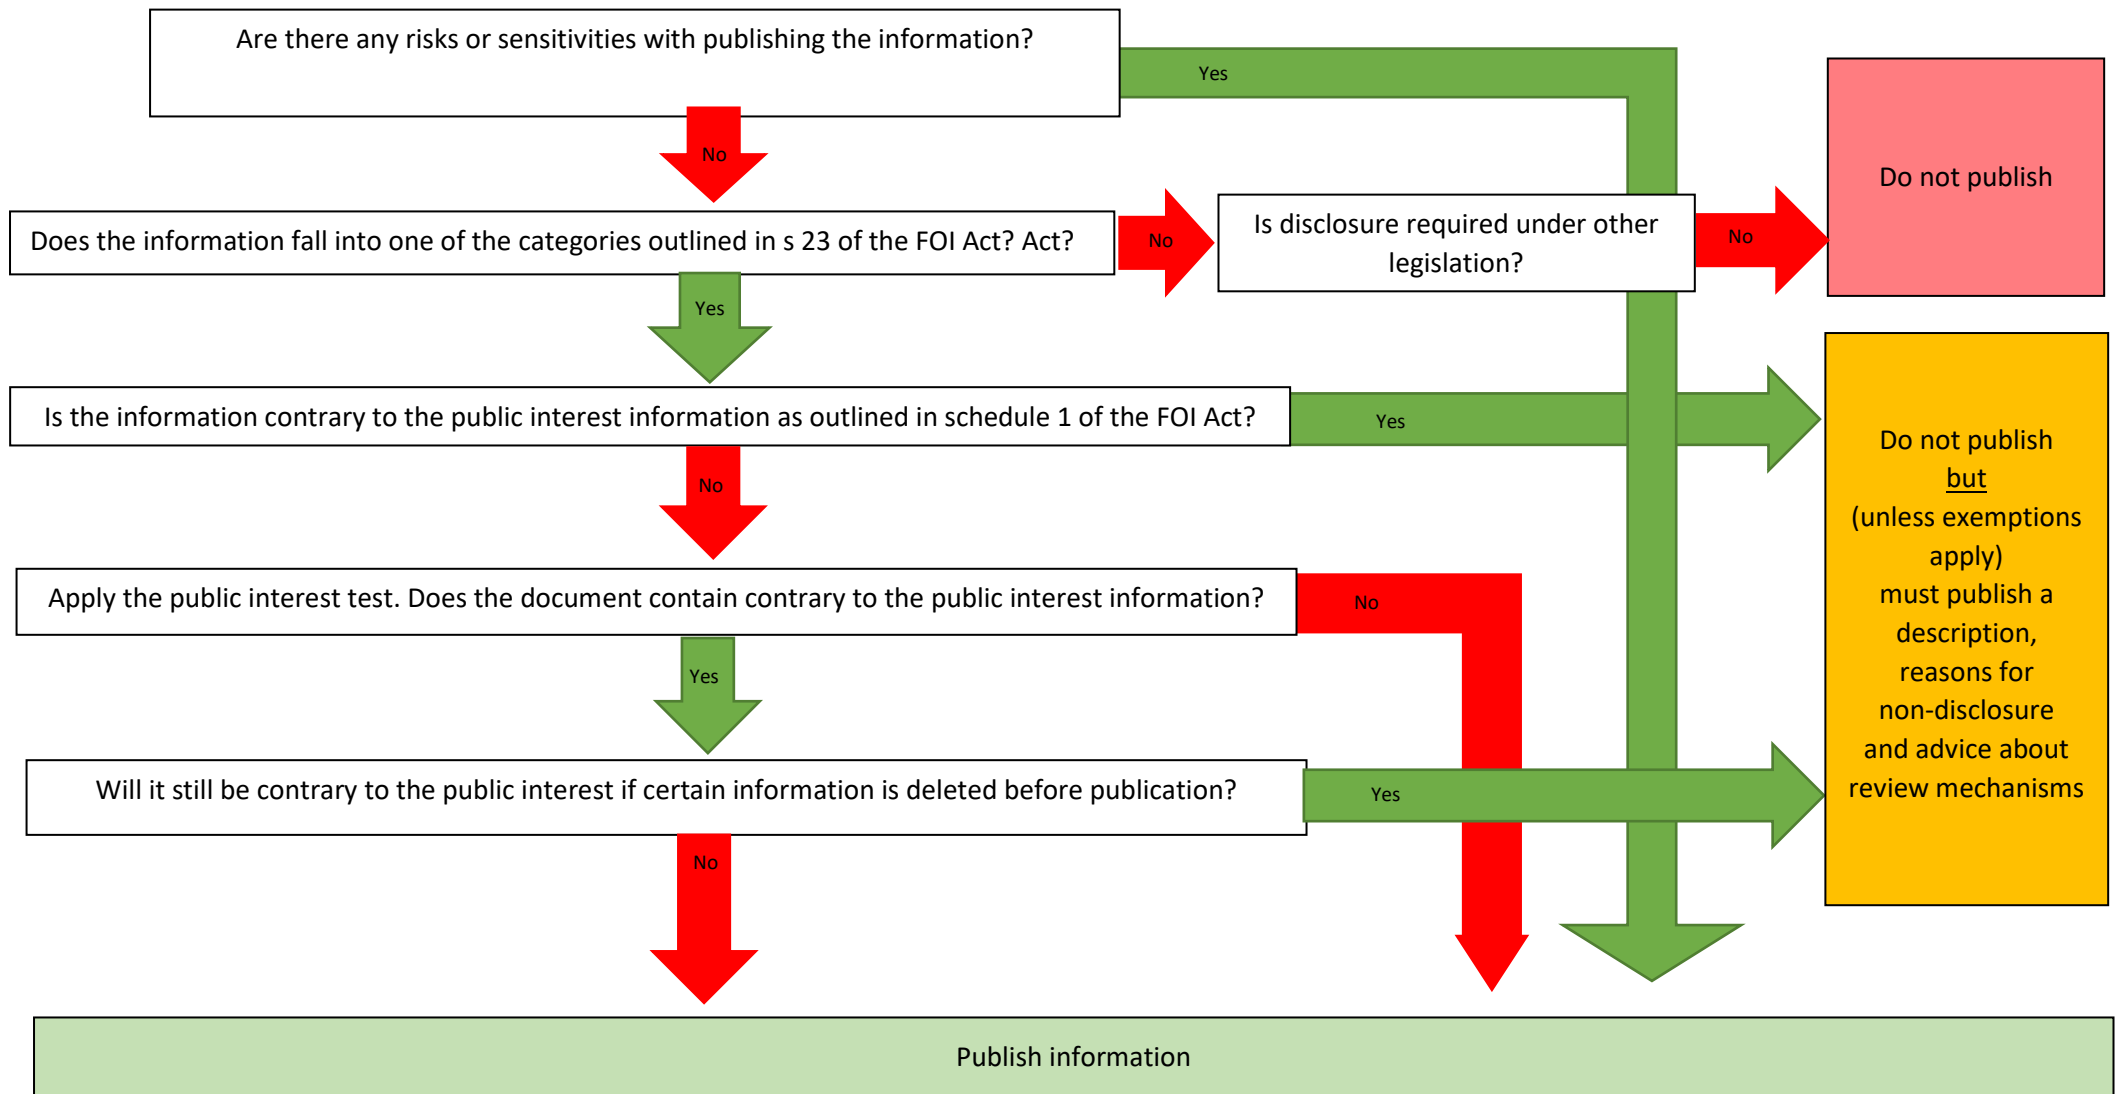 Are there any risks or sensitivities with publishing the information?
Yes
No
Do not publish
Does the information fall into one of the categories outlined in s 23 of the FOI Act? Act?
No
Is disclosure required under other
legislation?
No
Yes
Is the information contrary to the public interest information as outlined in schedule 1 of the FOI Act?
Yes
No
Do not publish
but
(unless exemptions
apply)
must publish a
description,
reasons for
non-disclosure
and advice about
review mechanisms
Apply the public interest test. Does the document contain contrary to the public interest information?
No
Yes
Will it still be contrary to the public interest if certain information is deleted before publication?
Yes
No
Publish information